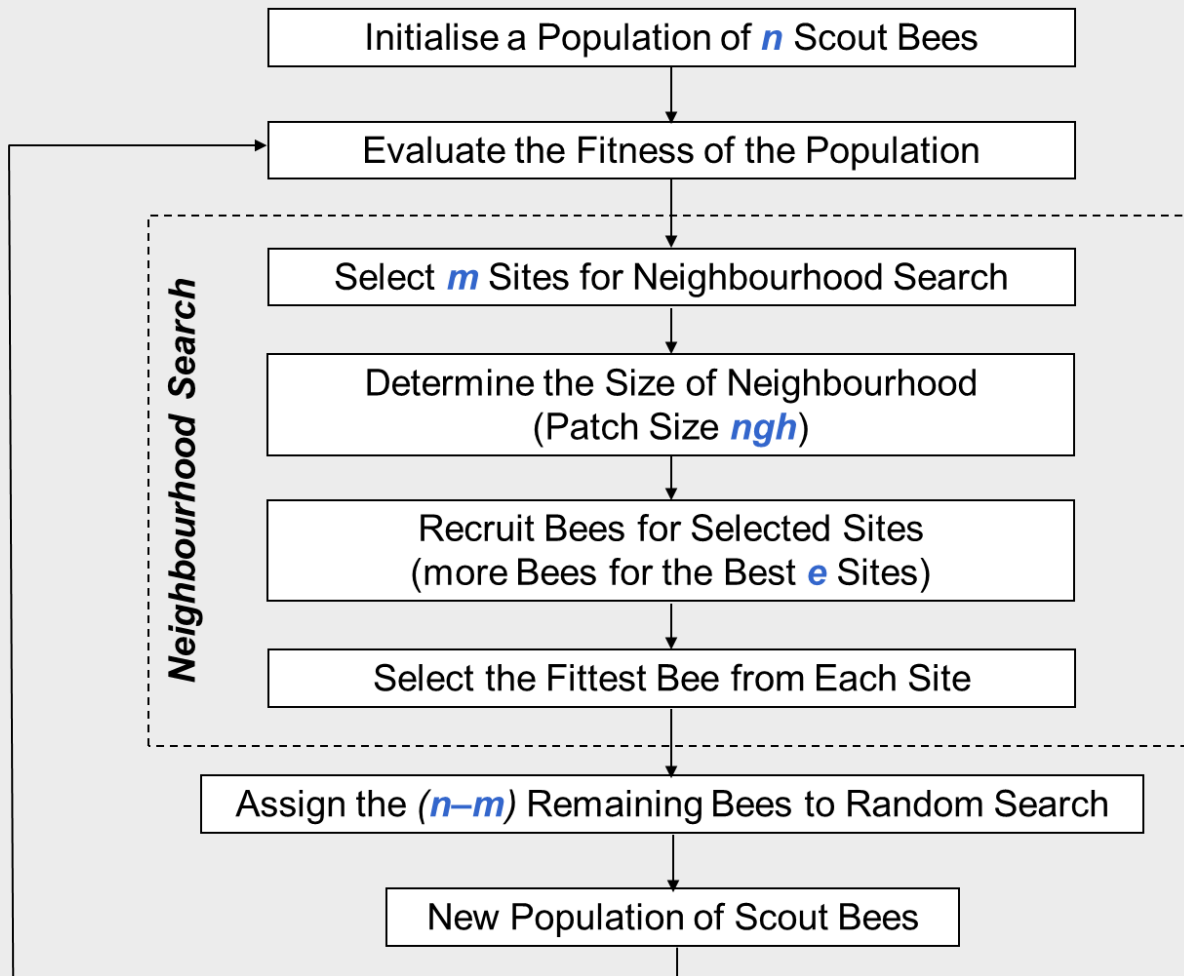 Initialise a Population of n Scout Bees
Evaluate the Fitness of the Population
Neighbourhood Search
Select m Sites for Neighbourhood Search
Determine the Size of Neighbourhood
(Patch Size ngh)
Recruit Bees for Selected Sites
(more Bees for the Best e Sites)
Select the Fittest Bee from Each Site
Assign the (n–m) Remaining Bees to Random Search
New Population of Scout Bees